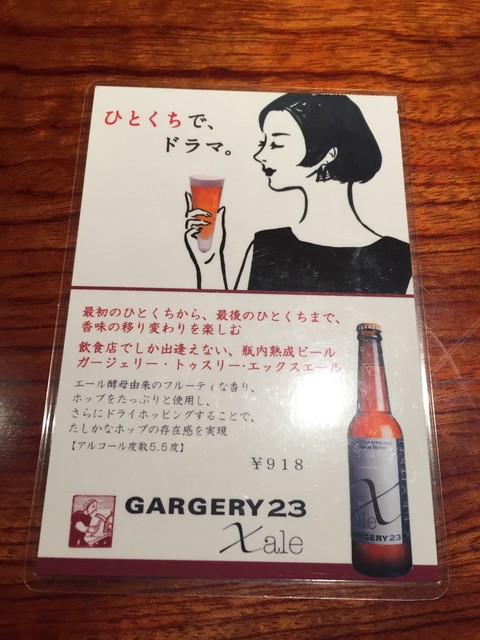 ひとくちで、
ドラマ。
最初のひとくちから、最後のひとくちまで、
香味の移り変わりを楽しむ
飲食店でしか出逢えない、瓶内熟成ビール
ガージェリー・トゥスリー・エックスエール
エール酵母由来のフルーティな香り、
ホップをたっぷりと使用し、
さらにドライホッピングすることで、
たしかなホップの存在感を実現
【アルコール度数5.5度】
￥918
GARGERY23
X ale
X
ale
GARGERY 23